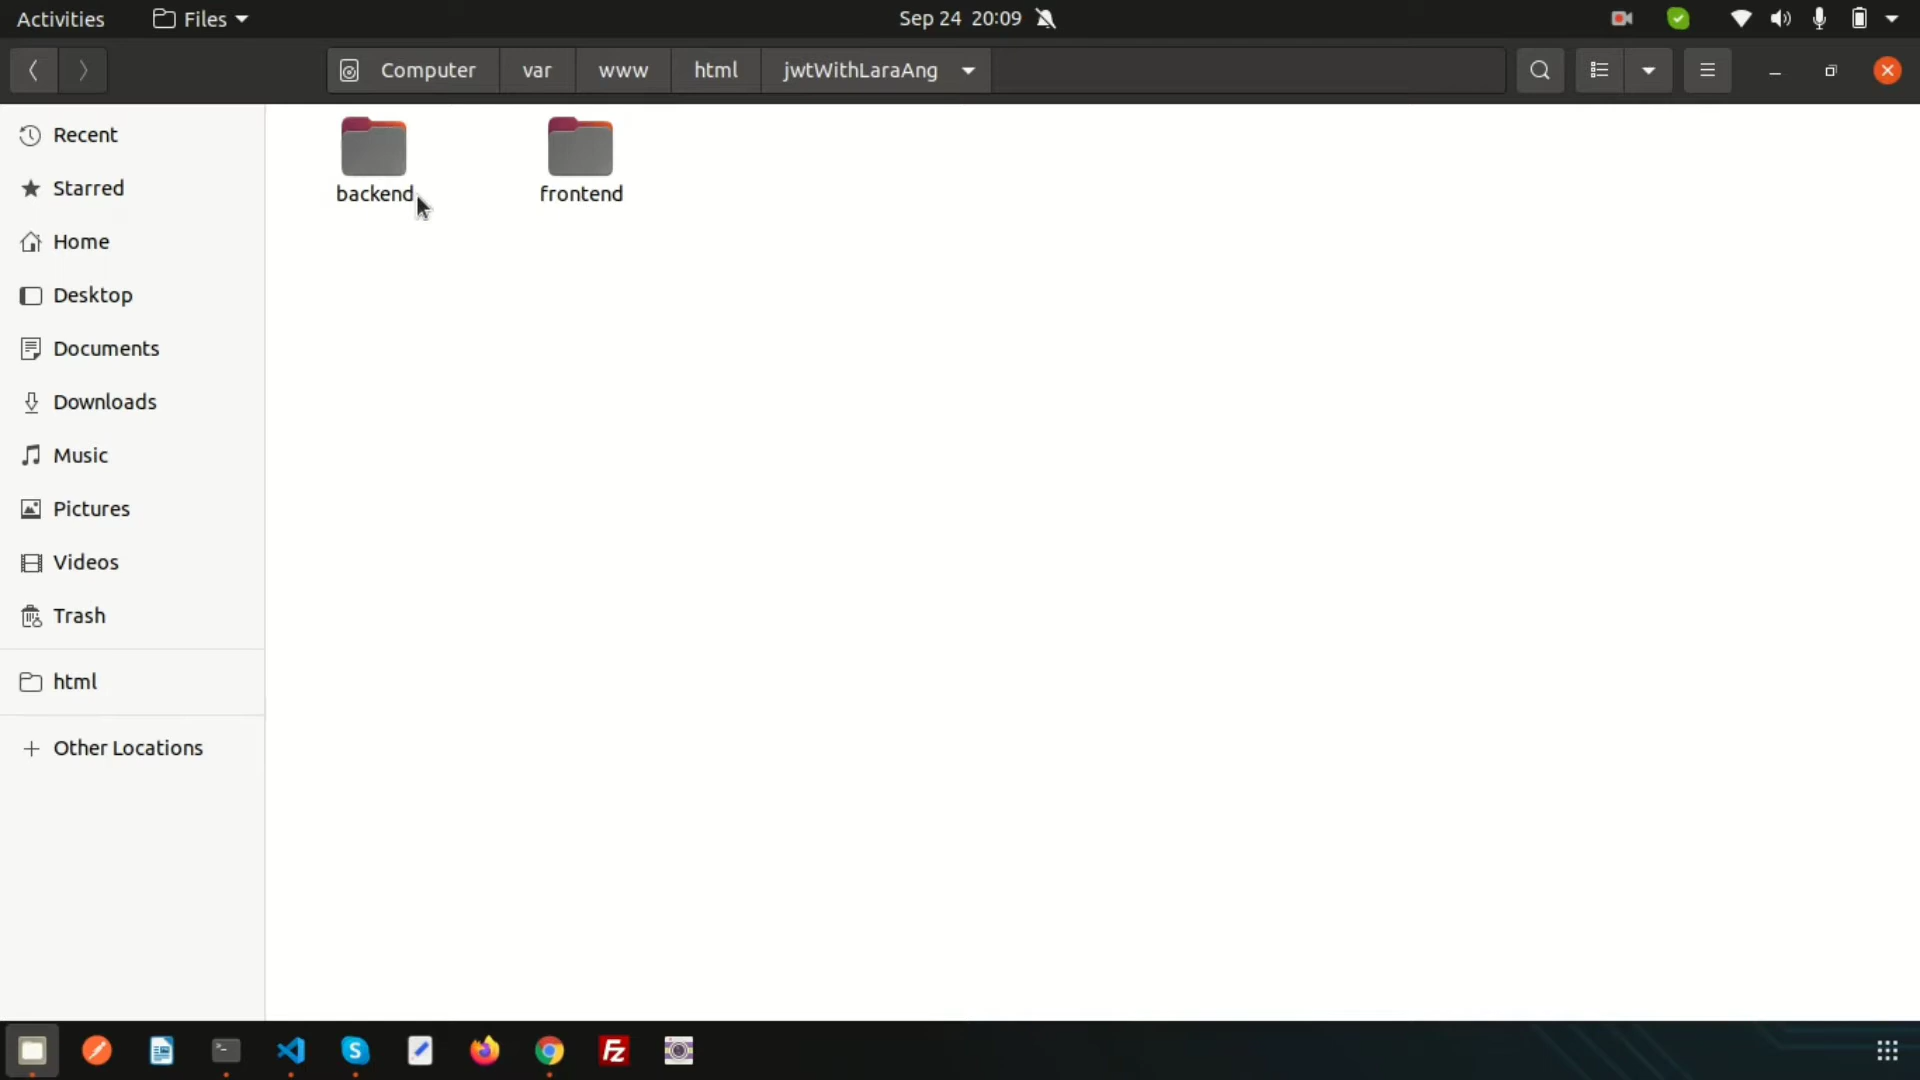 Activities Files Sep 24 20:09
Computer var www html jwtWithLaraAng
Recent
Starred
Home
Desktop
Documents
Downloads
Music
Pictures
Videos
Trash
html
Other Locations
backend frontend